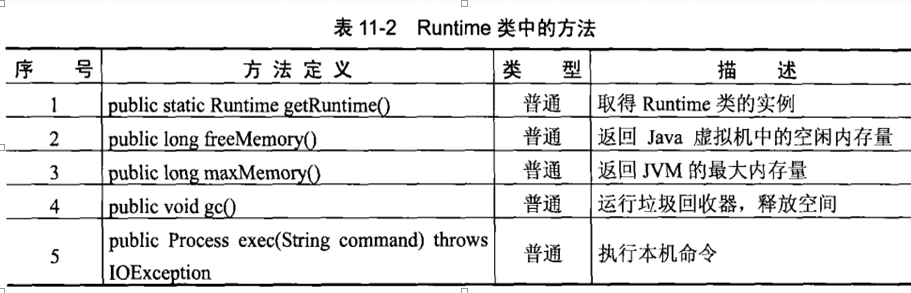 表 11-2 Runtime 类中的方法
序 号 方 法 定 义 类 型 描 述
1 public static Runtime getRuntime() 普通 取得 Runtime 类的实例
2 public long freeMemory() 普通 返回 Java 虚拟机中的空闲内存量
3 public long maxMemory() 普通 返回 JVM 的最大内存量
4 public void gc() 普通 运行垃圾回收器，释放空间
5 public Process exec(String command) throws
IOException 普通 执行本机命令